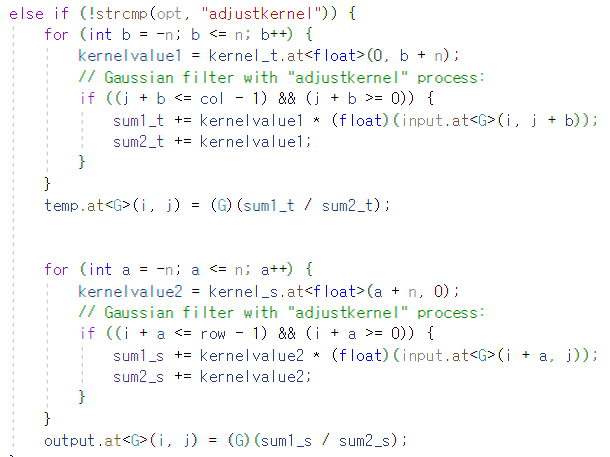 else if (!strcmp(opt, "adjustkernel")) {
for (int b = -n; b <= n; b++) {
kernelvalue1 = kernel_t.at<float>(0, b + n);
// Gaussian filter with "adjustkernel" process:
if ((j + b <= col - 1) && (j + b >= 0)) {
sum1_t += kernelvalue1 * (float)(input.at<G>(i, j + b));
sum2_t += kernelvalue1;
}
}
temp.at<G>(i, j) = (G)(sum1_t / sum2_t);
for (int a = -n; a <= n; a++) {
kernelvalue2 = kernel_s.at<float>(a + n, 0);
// Gaussian filter with "adjustkernel" process:
if ((i + a <= row - 1) && (i + a >= 0)) {
sum1_s += kernelvalue2 * (float)(input.at<G>(i + a, j));
sum2_s += kernelvalue2;
}
}
output.at<G>(i, j) = (G)(sum1_s / sum2_s);